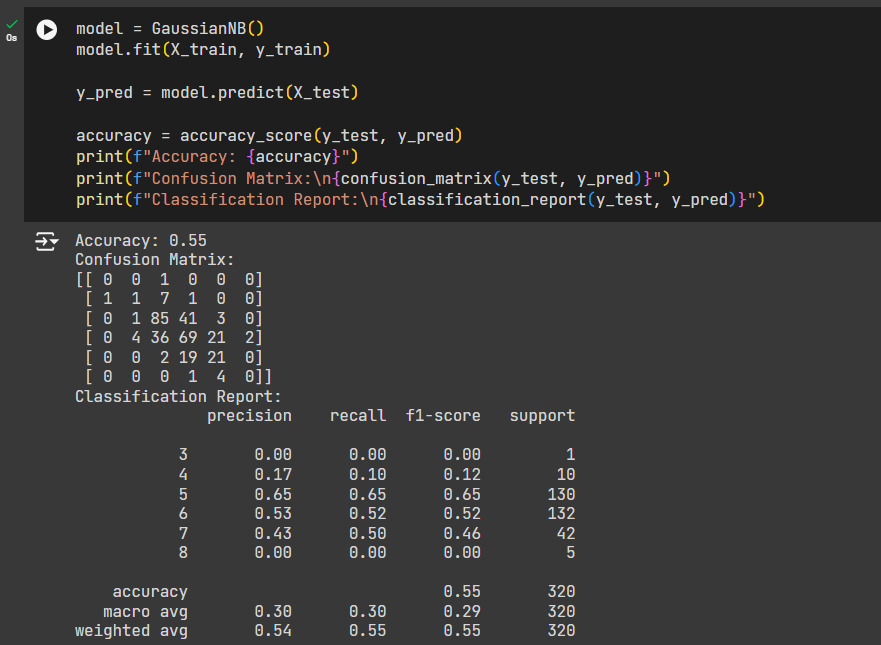 0s
model = GaussianNB()
model.fit(X_train, y_train)
y_pred = model.predict(X_test)
accuracy = accuracy_score(y_test, y_pred)
print(f"Accuracy: {accuracy}")
print(f"Confusion Matrix:\n{confusion_matrix(y_test, y_pred)}")
print(f"Classification Report:\n{classification_report(y_test, y_pred)}")
Accuracy: 0.55
Confusion Matrix:
[[ 0  0  1  0  0  0]
 [ 1  1  7  1  0  0]
 [ 0  1 85 41  3  0]
 [ 0  4 36 69 21  2]
 [ 0  0  2 19 21  0]
 [ 0  0  0  1  4  0]]
Classification Report:
              precision    recall  f1-score   support
           3       0.00      0.00      0.00         1
           4       0.17      0.10      0.12        10
           5       0.65      0.65      0.65       130
           6       0.53      0.52      0.52       132
           7       0.43      0.50      0.46        42
           8       0.00      0.00      0.00         5
    accuracy                           0.55       320
   macro avg       0.30      0.30      0.29       320
weighted avg       0.54      0.55      0.55       320